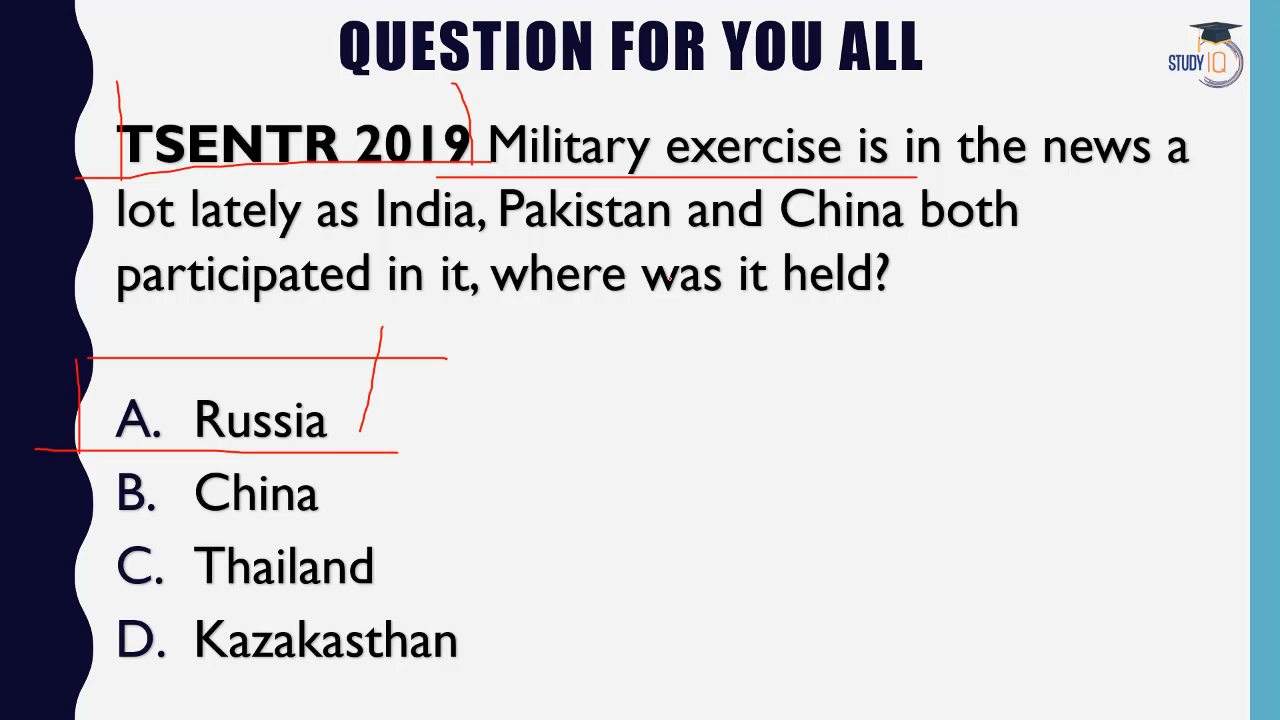 QUESTION FOR YOU ALL
STUDY IQ
TSENTR 2019 Military exercise is in the news a
lot lately as India, Pakistan and China both
participated in it, where was it held?
A. Russia
B. China
C. Thailand
D. Kazakasthan